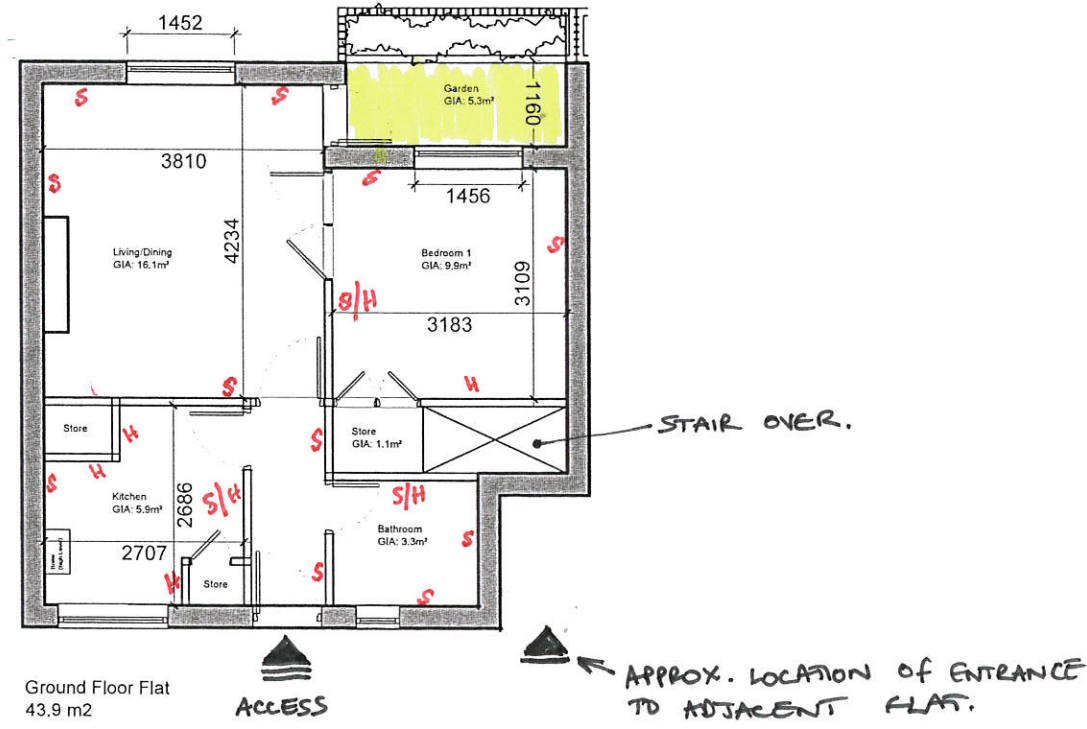 1452
Garden
GIA: 5.3m²
1160
S
S
3810
S
S
1456
Living/Dining
GIA: 16.1m²
4234
Bedroom 1
GIA: 9.9m²
S
3109
S/H
3183
S
H
Store
H
S
Store
GIA: 1.1m²
STAIR OVER.
H
S
Kitchen
GIA: 5.9m²
2686
S/H
S/H
Bathroom
GIA: 3.3m²
S
2707
H
Store
S
S
Ground Floor Flat
43.9 m2
ACCESS
APPROX. LOCATION OF ENTRANCE
TO ADJACENT FLAT.